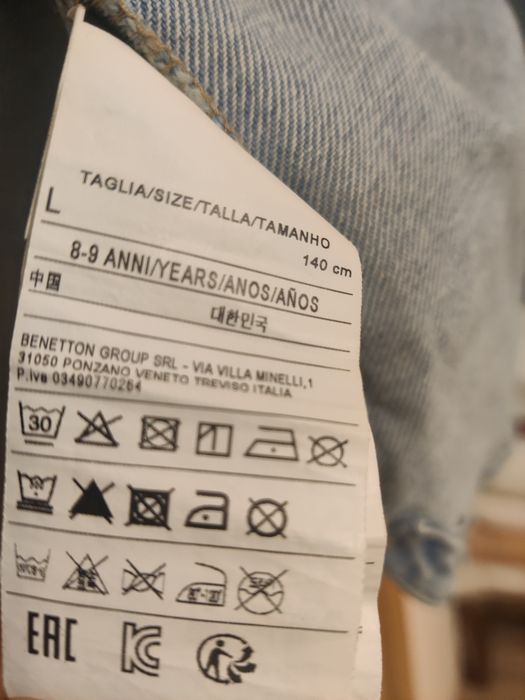 TAGLIA/SIZE/TALLA/TAMANHO
L
140 cm
8-9 ANNI/YEARS/ANOS/AÑOS
中国
대한민국
BENETTON GROUP SRL - VIA VILLA MINELLI,1
31050 PONZANO VENETO TREVISO ITALIA
P.Iva 03490770264
30
EAC